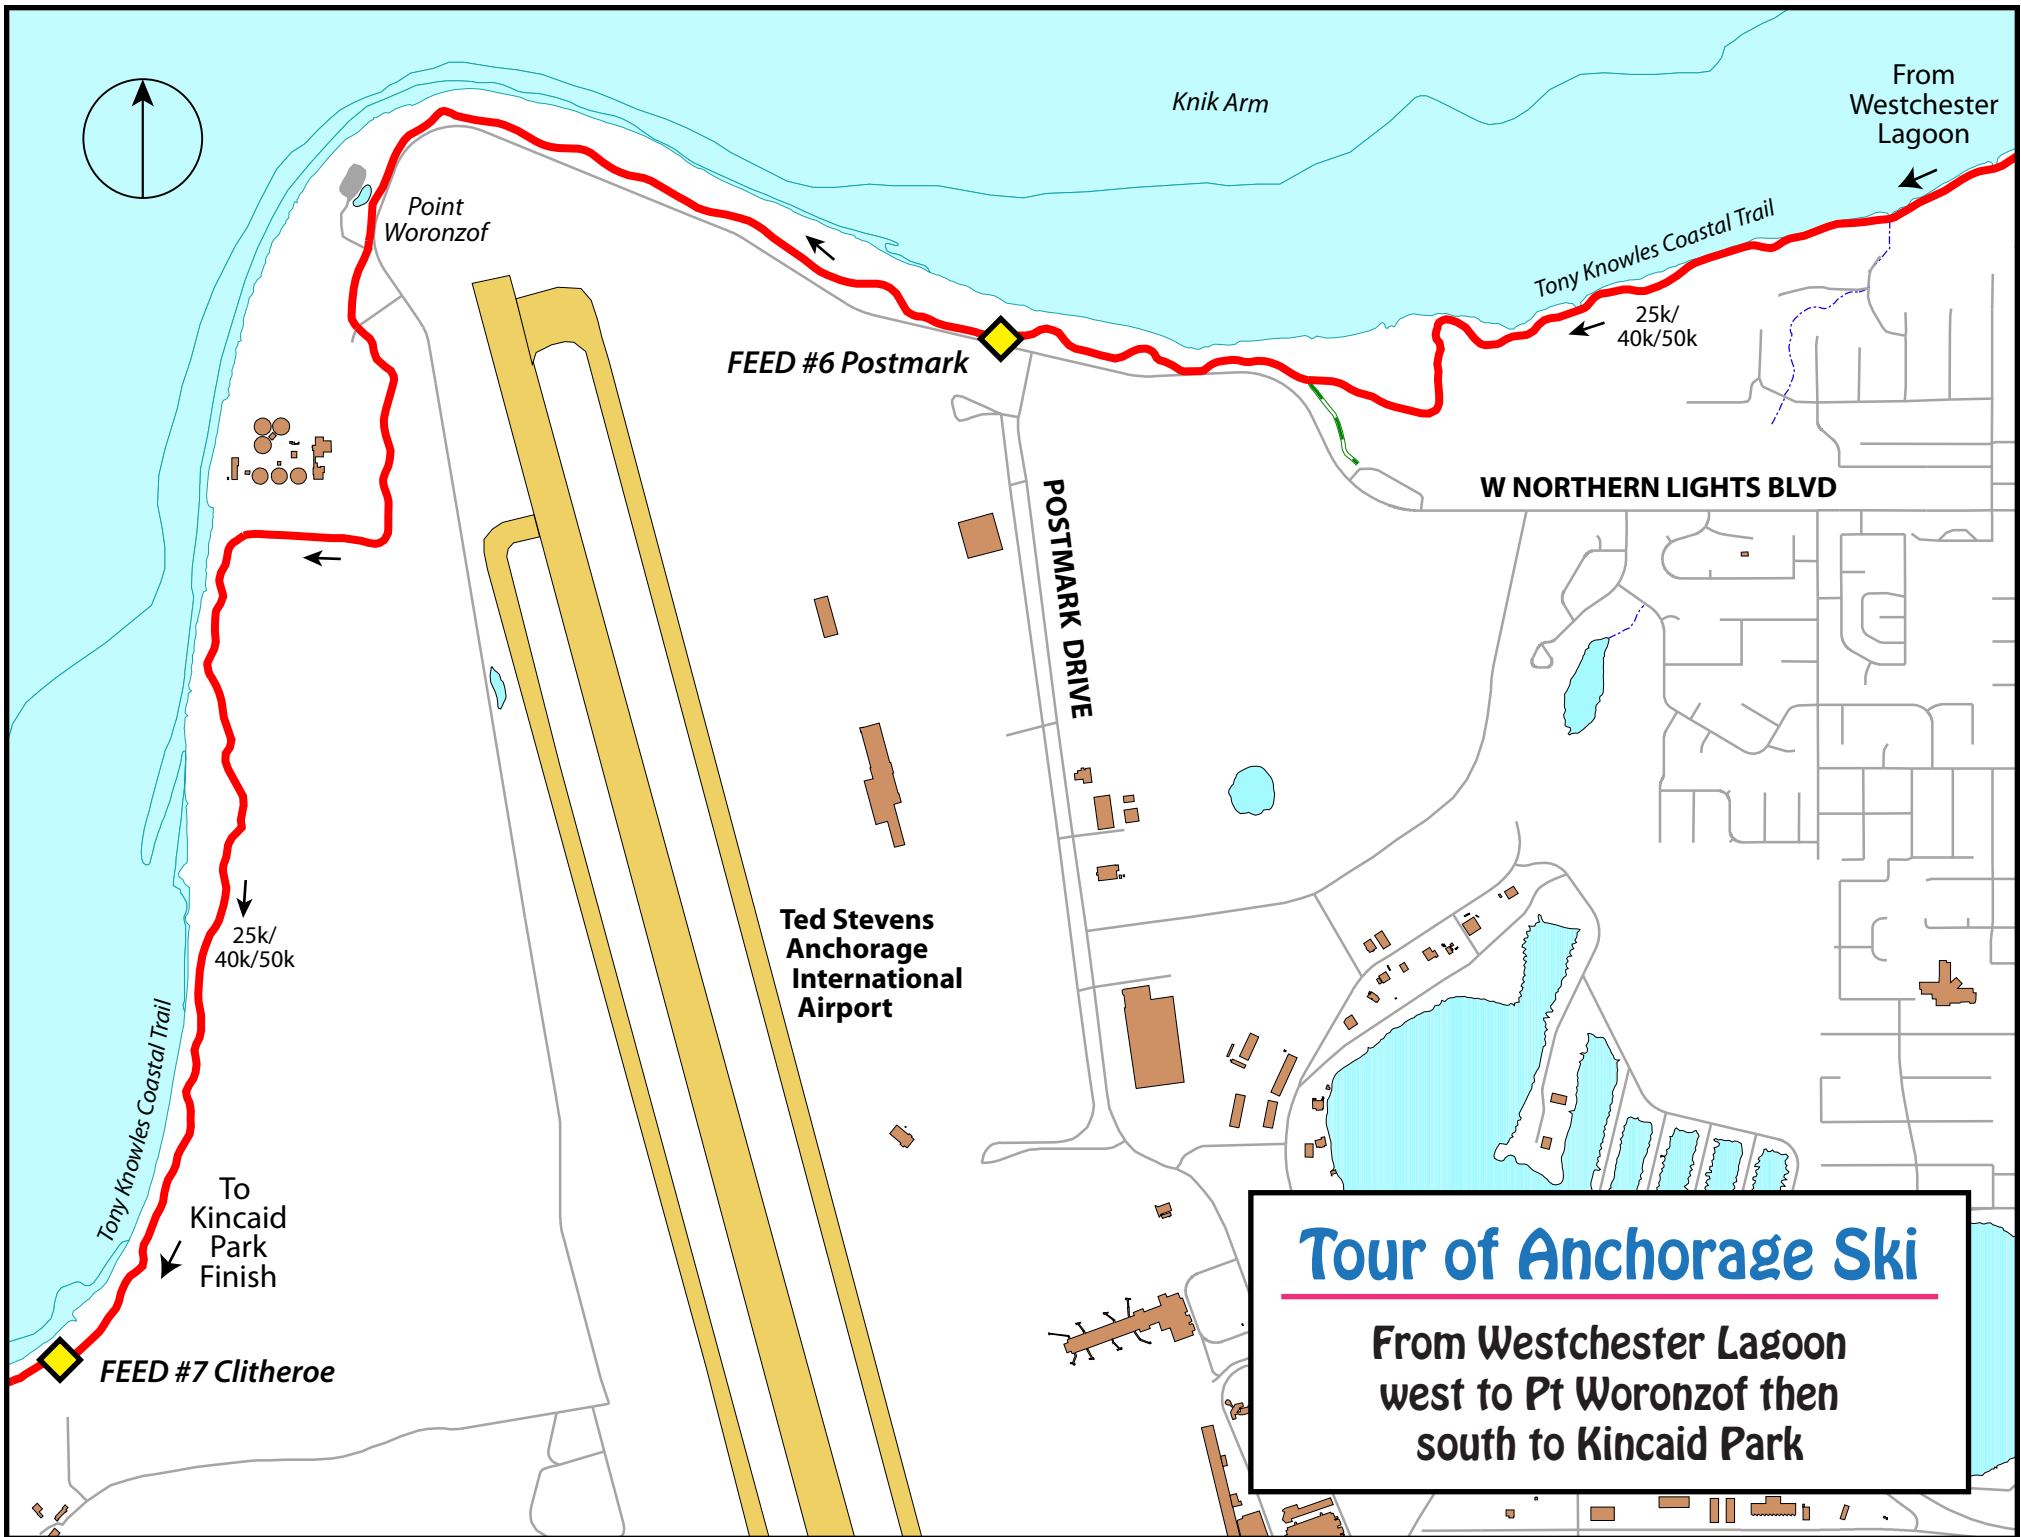 From
Westchester
Lagoon
Knik Arm
Point
Woronzof
Tony Knowles Coastal Trail
25k/
40k/50k
FEED #6 Postmark
W NORTHERN LIGHTS BLVD
POSTMARK DRIVE
Ted Stevens
Anchorage
International
Airport
25k/
40k/50k
Tony Knowles Coastal Trail
To
Kincaid
Park
Finish
FEED #7 Clitheroe
Tour of Anchorage Ski
From Westchester Lagoon
west to Pt Woronzof then
south to Kincaid Park